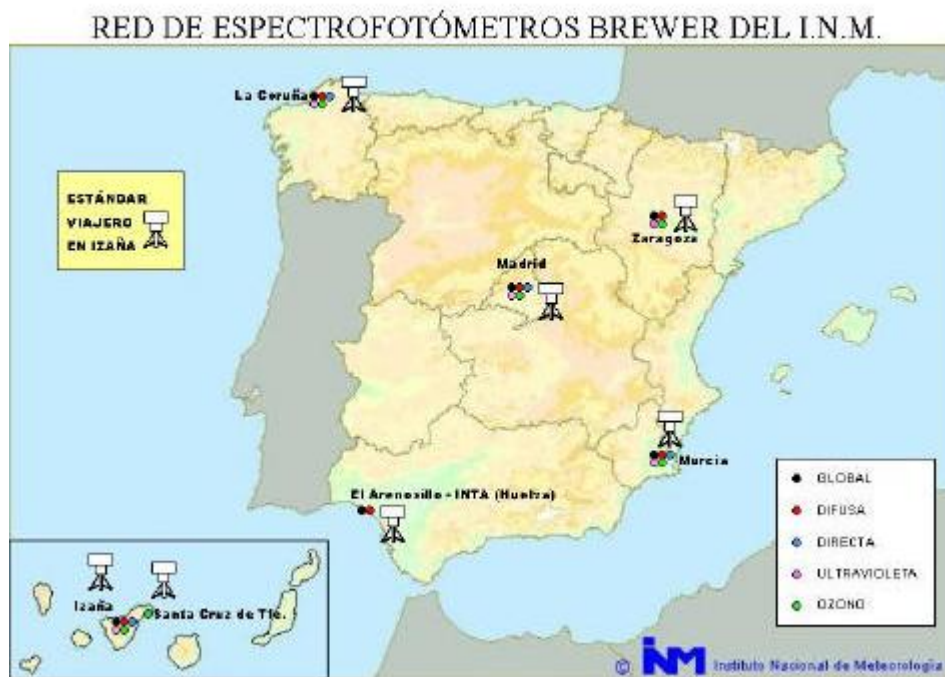 RED DE ESPECTROFOTÓMETROS BREWER DEL I.N.M.
La Coruña
ESTÁNDAR
VIAJERO
EN IZAÑA
Zaragoza
Madrid
Murcia
El Arenosillo - INTA (Huelva)
Izaña
Santa Cruz de Tfe.
GLOBAL
DIFUSA
DIRECTA
ULTRAVIOLETA
OZONO
© INM Instituto Nacional de Meteorología